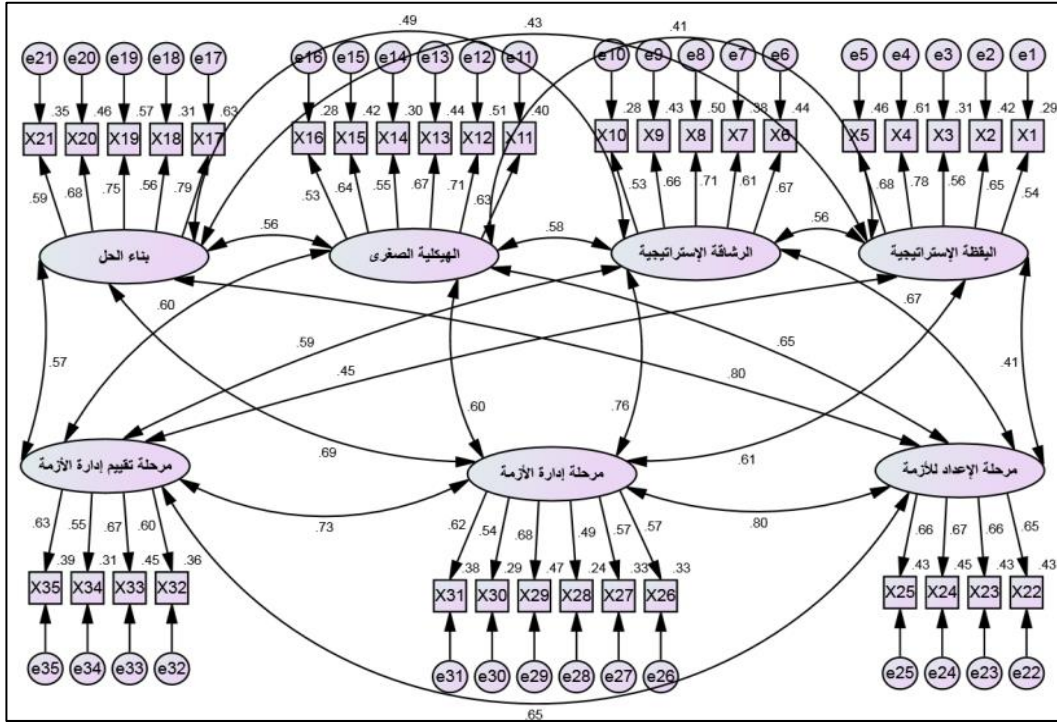 .49 .43 .41
e21 e20 e19 e18 e17 e16 e15 e14 e13 e12 e11 e10 e9 e8 e7 e6 e5 e4 e3 e2 e1
.35 .46 .57 .31 .63 .28 .42 .30 .44 .51 .40 .28 .43 .50 .38 .44 .46 .61 .31 .42 .29
X21 X20 X19 X18 X17 X16 X15 X14 X13 X12 X11 X10 X9 X8 X7 X6 X5 X4 X3 X2 X1
.59 .68 .75 .56 .79 .53 .64 .55 .67 .71 .63 .53 .66 .71 .61 .67 .68 .78 .56 .65 .54
.56 .58 .56
بناء الحل
الهيكلية الصغرى
الرشاقة الإستراتيجية
اليقظة الإستراتيجية
.60 .67
.59 .65
.57 .45 .80 .41
.60 .76
.69 .61
مرحلة تقييم إدارة الأزمة
مرحلة إدارة الأزمة
مرحلة الإعداد للأزمة
.73 .80
.63 .55 .67 .60 .62 .54 .68 .49 .57 .57 .66 .67 .66 .65
.39 .31 .45 .36 .38 .29 .47 .24 .33 .33 .43 .45 .43 .43
X35 X34 X33 X32 X31 X30 X29 X28 X27 X26 X25 X24 X23 X22
e35 e34 e33 e32 e31 e30 e29 e28 e27 e26 e25 e24 e23 e22
.65